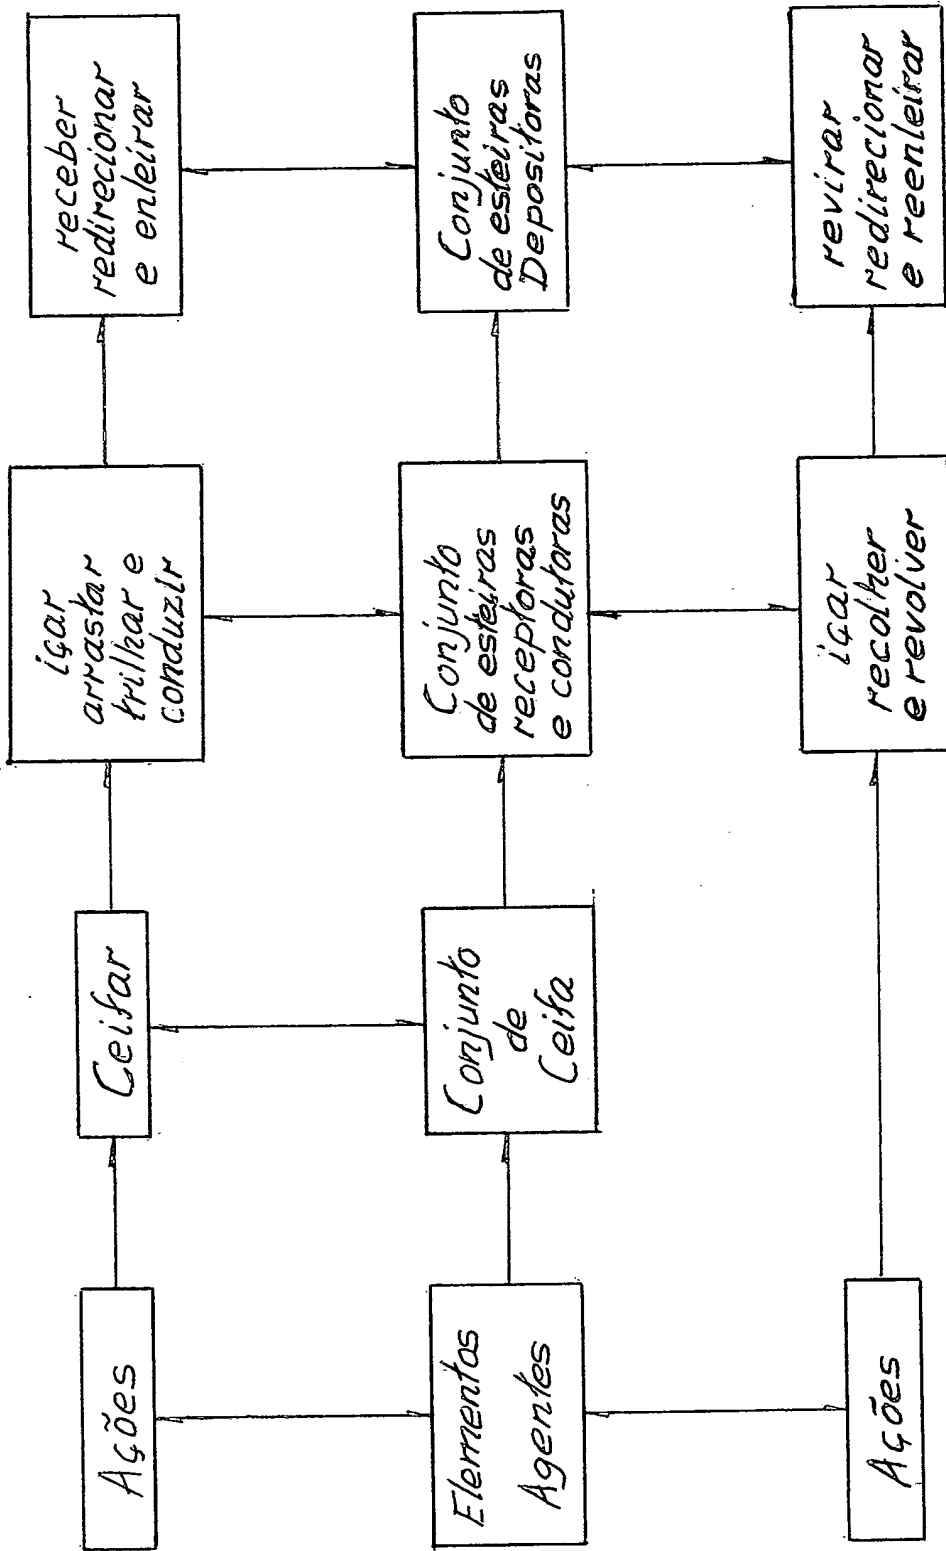 Ações
Ceifar
içar
arrastar
trilhar e
conduzir
receber
redirecionar
e enleirar
Elementos
Agentes
Conjunto
de
Ceifa
Conjunto
de esteiras
receptoras
e condutoras
Conjunto
de esteiras
Depositoras
Ações
içar
recolher
e revolver
revirar
redirecionar
e reenleirar